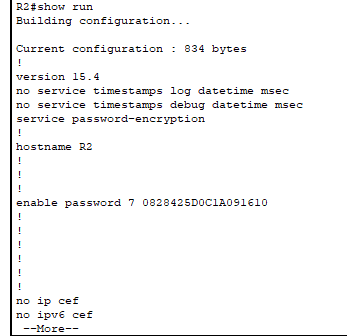 R2#show run
Building configuration...
Current configuration : 834 bytes
!
version 15.4
no service timestamps log datetime msec
no service timestamps debug datetime msec
service password-encryption
!
hostname R2
!
!
!
enable password 7 0828425D0C1A091610
!
!
!
!
!
!
no ip cef
no ipv6 cef
--More--